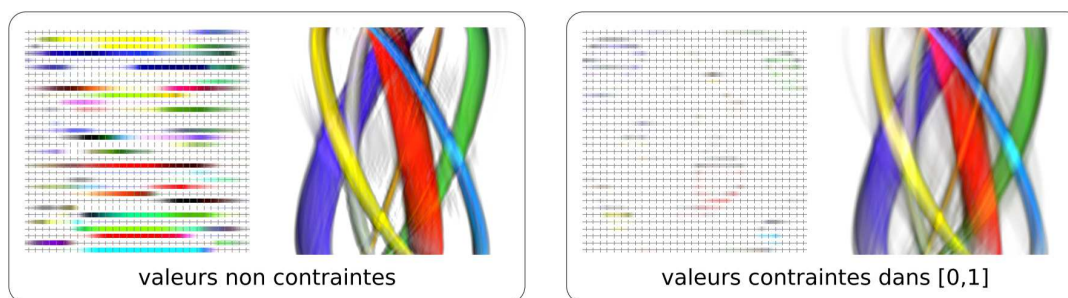 valeurs non contraintes
valeurs contraintes dans [0,1]